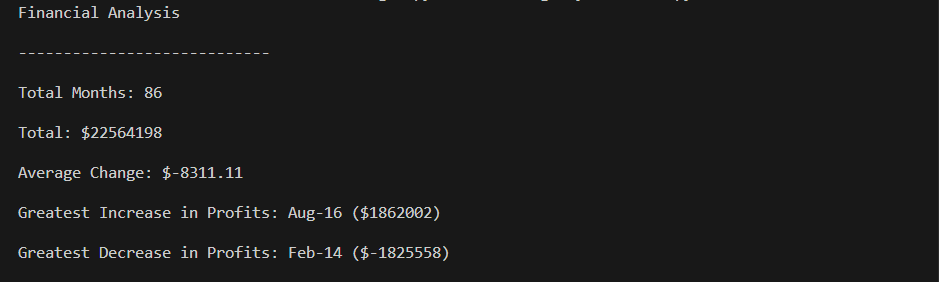 Financial Analysis
----------------------------
Total Months: 86
Total: $22564198
Average Change: $-8311.11
Greatest Increase in Profits: Aug-16 ($1862002)
Greatest Decrease in Profits: Feb-14 ($-1825558)